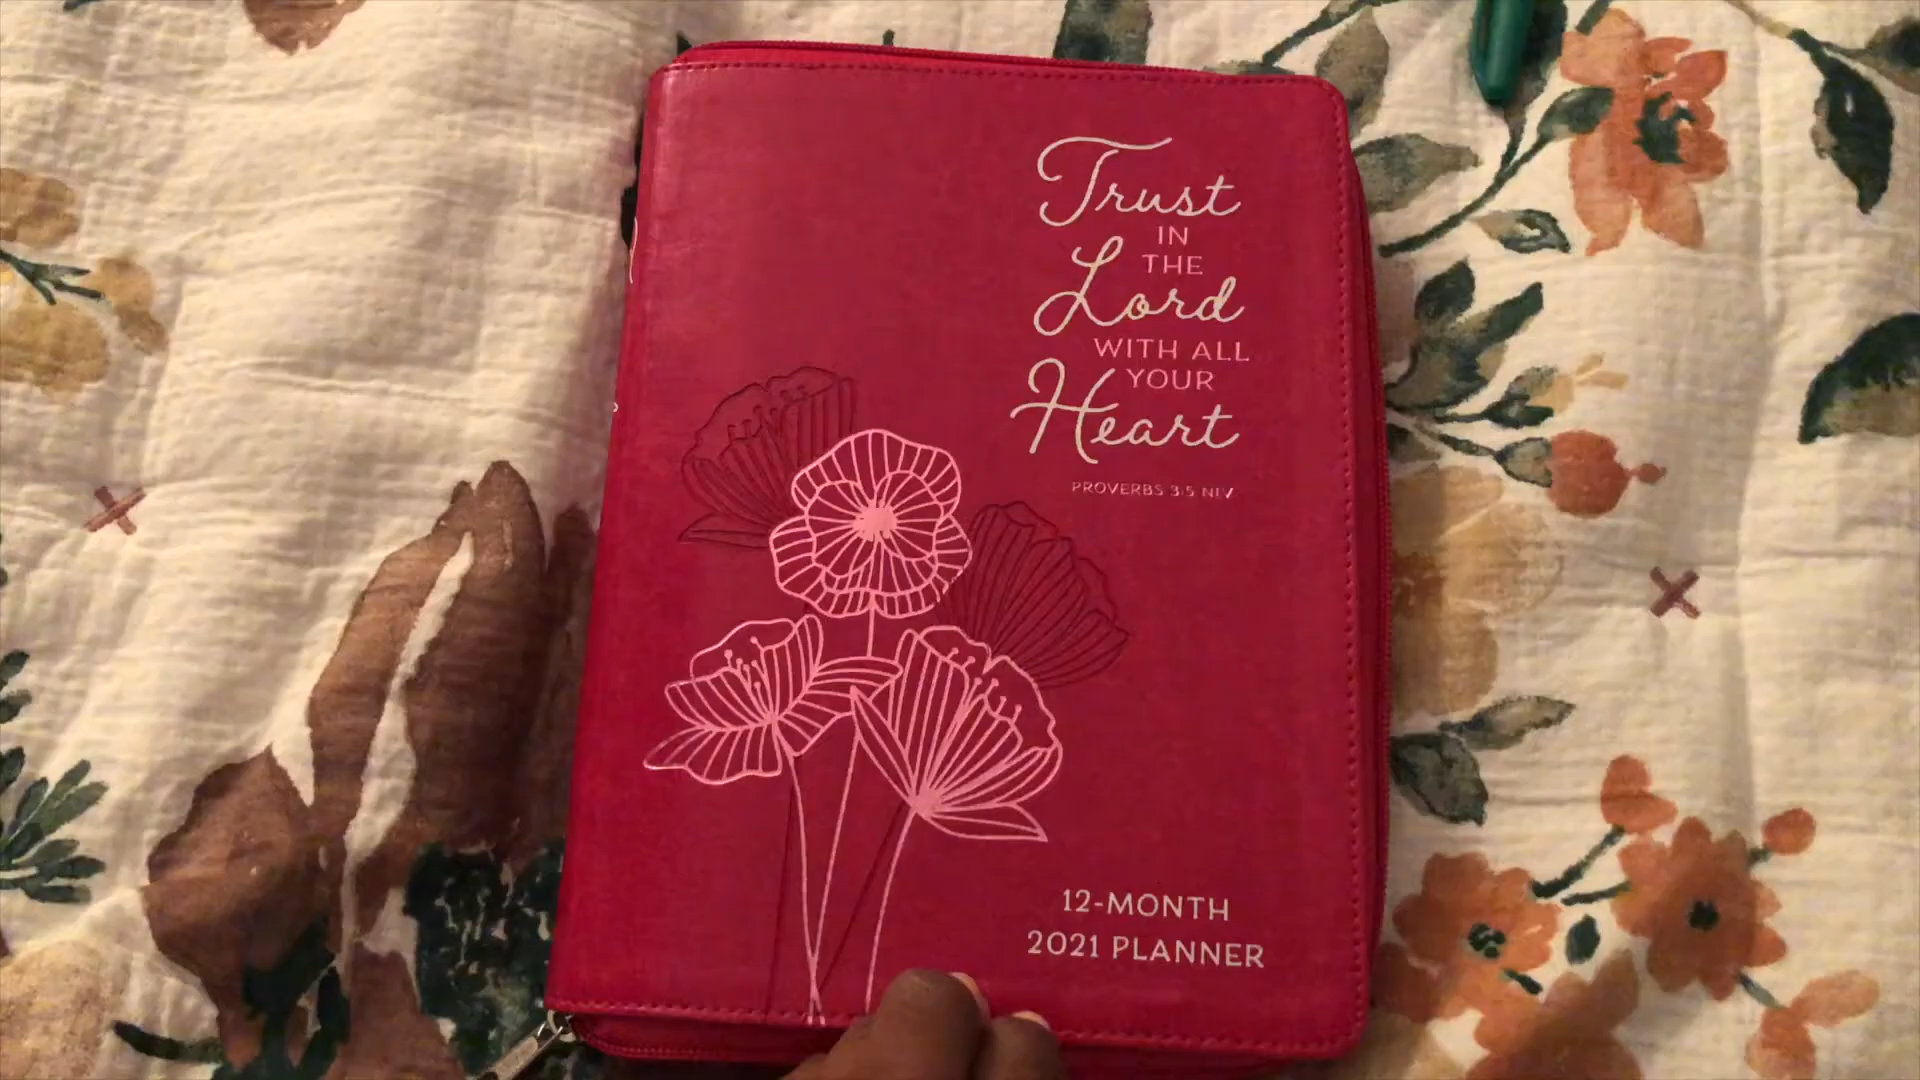 Trust
IN
THE
Lord
WITH ALL
YOUR
Heart
PROVERBS 3:5 NIV
12-MONTH
2021 PLANNER